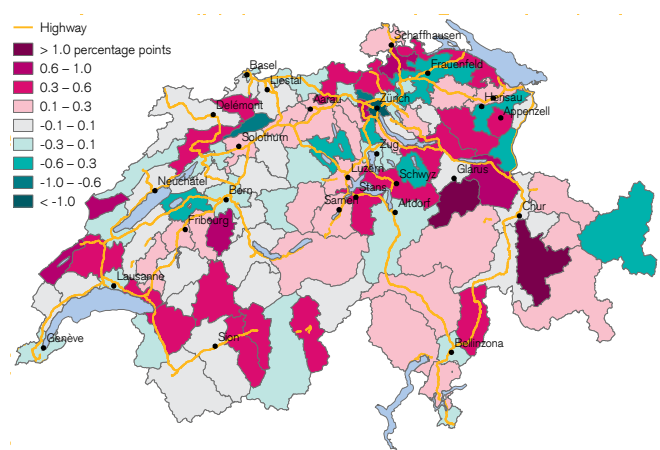 Highway
> 1.0 percentage points
0.6 – 1.0
0.3 – 0.6
0.1 – 0.3
-0.1 – 0.1
-0.3 – 0.1
-0.6 – 0.3
-1.0 – -0.6
< -1.0
Schaffhausen
Basel
Liestal
Frauenfeld
Delémont
Aarau
Zürich
Herisau
Appenzell
Solothurn
Zug
Luzern
Schwyz
Glarus
Neuchâtel
Bern
Stans
Sarnen
Altdorf
Chur
Fribourg
Lausanne
Genève
Sion
Bellinzona